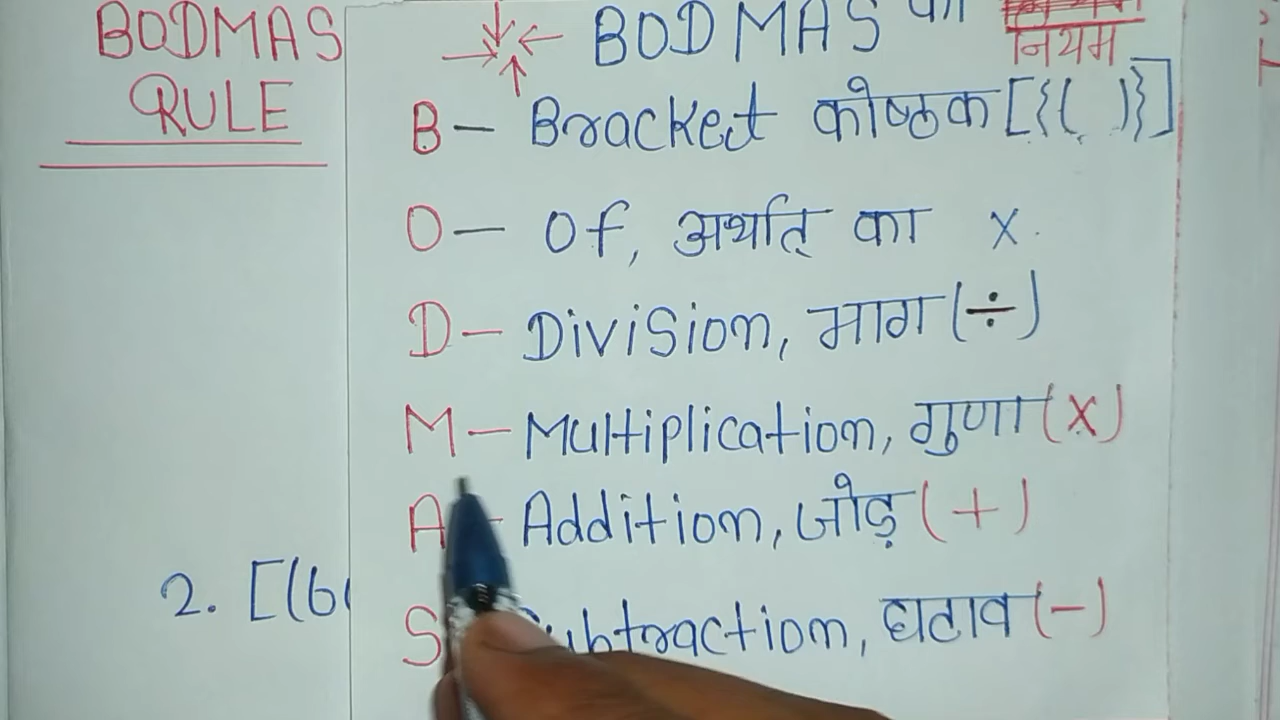 BODMAS
RULE
BODMAS का
नियम
B – Bracket कोष्ठक [{( )}]
O – Of, अर्थात् का ×
D – Division, भाग (÷)
M – Multiplication, गुणा (×)
A – Addition, जोड़ (+)
S Subtraction, घटाव (−)
2. [(6